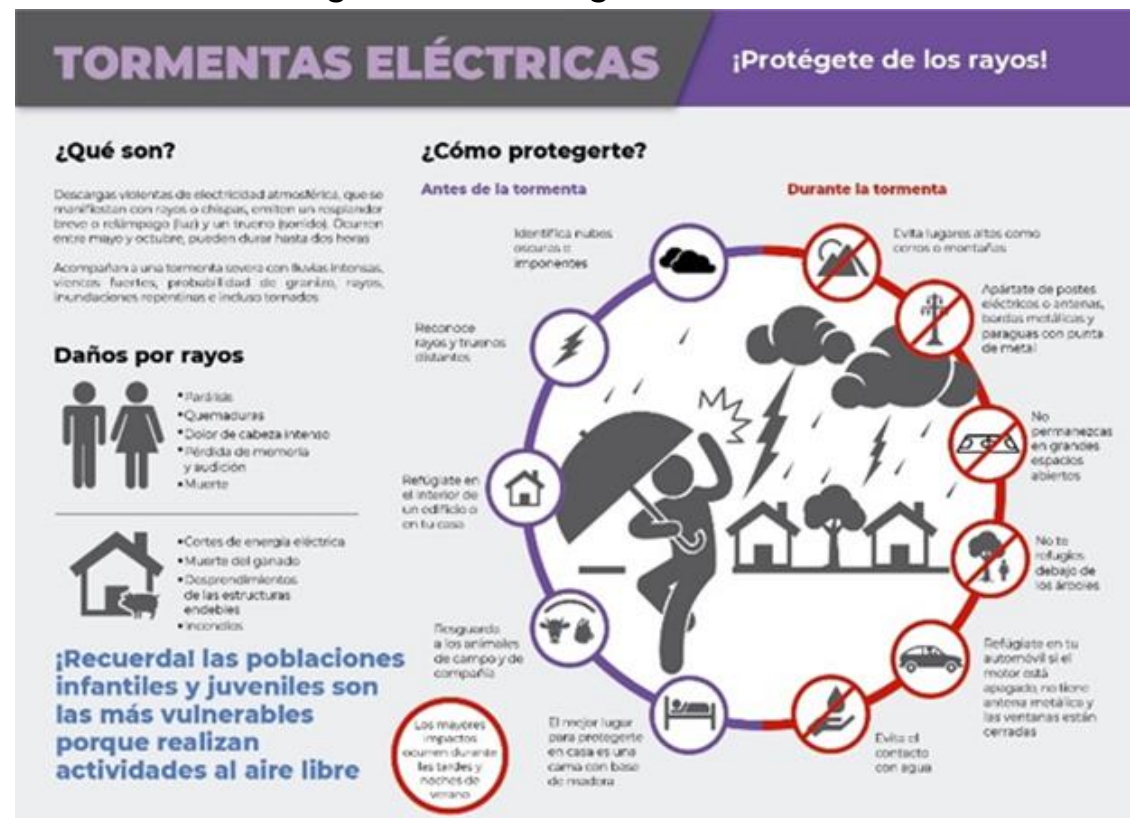 TORMENTAS ELÉCTRICAS
¡Protégete de los rayos!
¿Qué son?
Descargas violentas de electricidad atmosférica, que se
manifiestan con rayos o chispas, emiten un resplandor
breve o relámpago (luz) y un trueno (sonido). Ocurren
entre mayo y octubre, pueden durar hasta dos horas
Acompañan a una tormenta severa con lluvias intensas,
vientos fuertes, probabilidad de granizo, rayos,
inundaciones repentinas e incluso tornados
Daños por rayos
•Parálisis
•Quemaduras
•Dolor de cabeza intenso
•Pérdida de memoria
y audición
•Muerte
•Cortes de energía eléctrica
•Muerte del ganado
•Desprendimientos
de las estructuras
endebles
•Incendios
¡Recuerda! las poblaciones
infantiles y juveniles son
las más vulnerables
porque realizan
actividades al aire libre
¿Cómo protegerte?
Antes de la tormenta
Identifica nubes
oscuras e
imponentes
Reconoce
rayos y truenos
distantes
Refúgiate en
el interior de
un edificio o
en tu casa
Resguarda
a los animales
de campo y de
compañía
El mejor lugar
para protegerte
en casa es una
cama con base
de madera
Los mayores
impactos
ocurren durante
las tardes y
noches de
verano
Durante la tormenta
Evita lugares altos como
cerros o montañas
Apártate de postes
eléctricos o antenas,
bardas metálicas y
paraguas con punta
de metal
No
permanezcas
en grandes
espacios
abiertos
No te
refugies
debajo de
los árboles
Refúgiate en tu
automóvil si el
motor está
apagado, no tiene
antena metálica y
las ventanas están
cerradas
Evita el
contacto
con agua